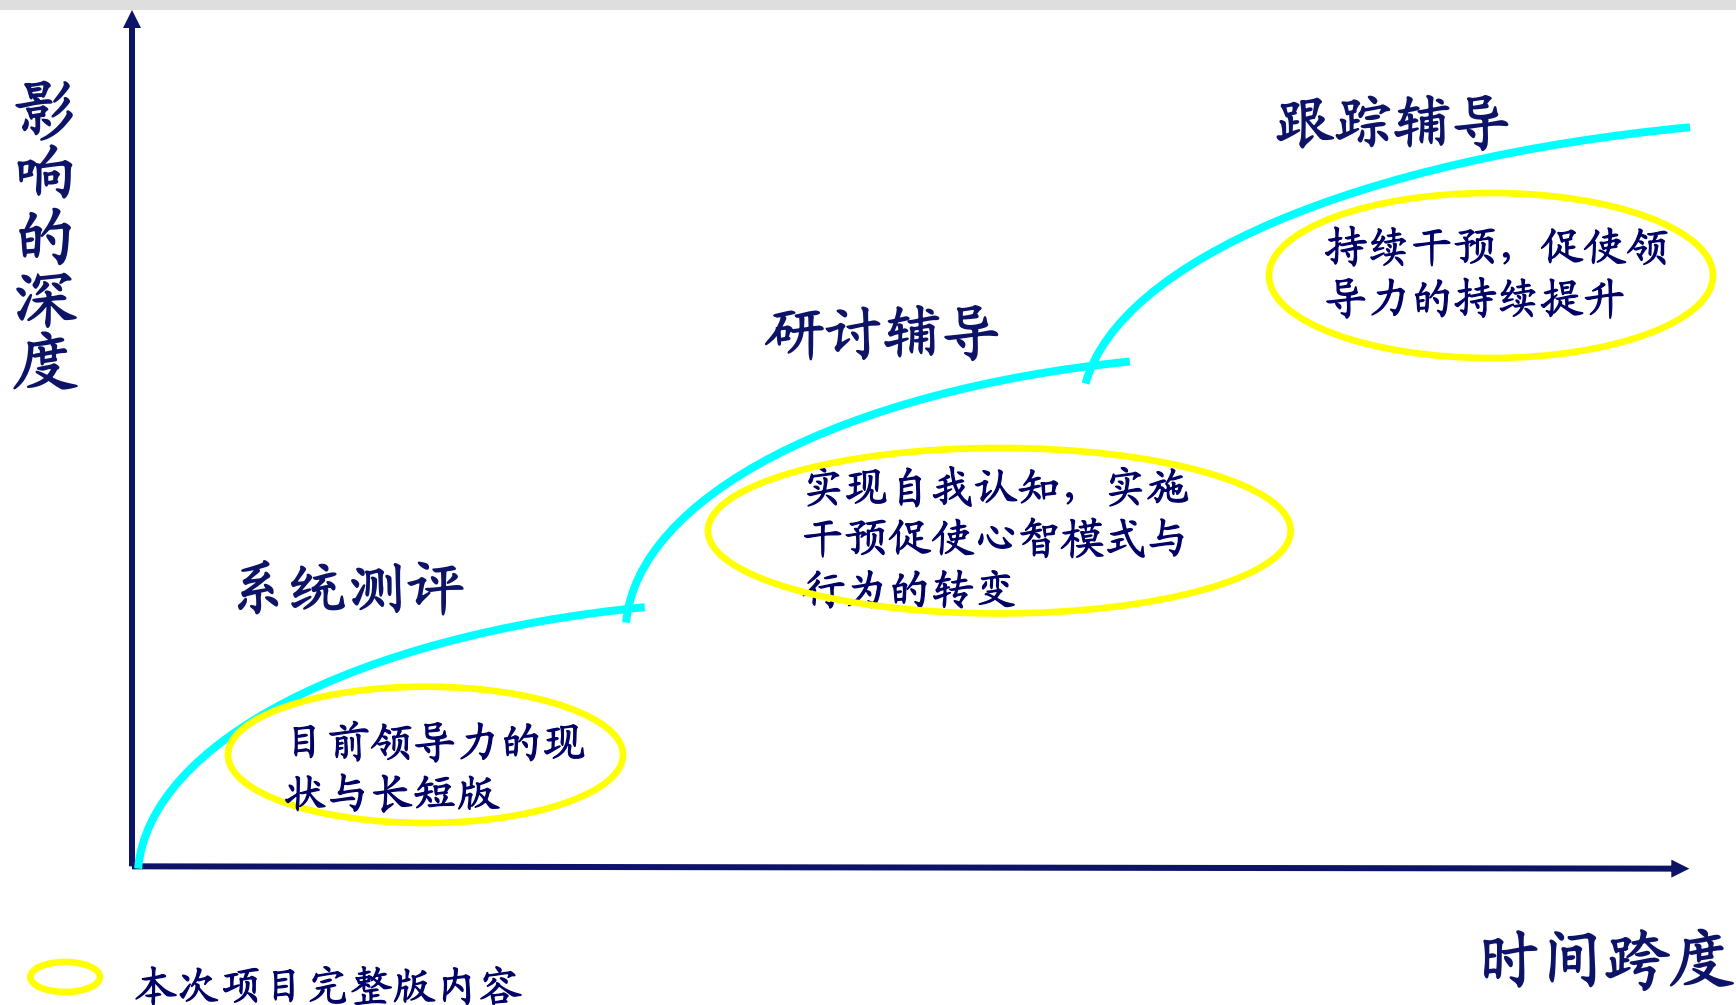 影响的深度
跟踪辅导
持续干预，促使领
导力的持续提升
研讨辅导
实现自我认知，实施
干预促使心智模式与
行为的转变
系统测评
目前领导力的现
状与长短版
时间跨度
本次项目完整版内容